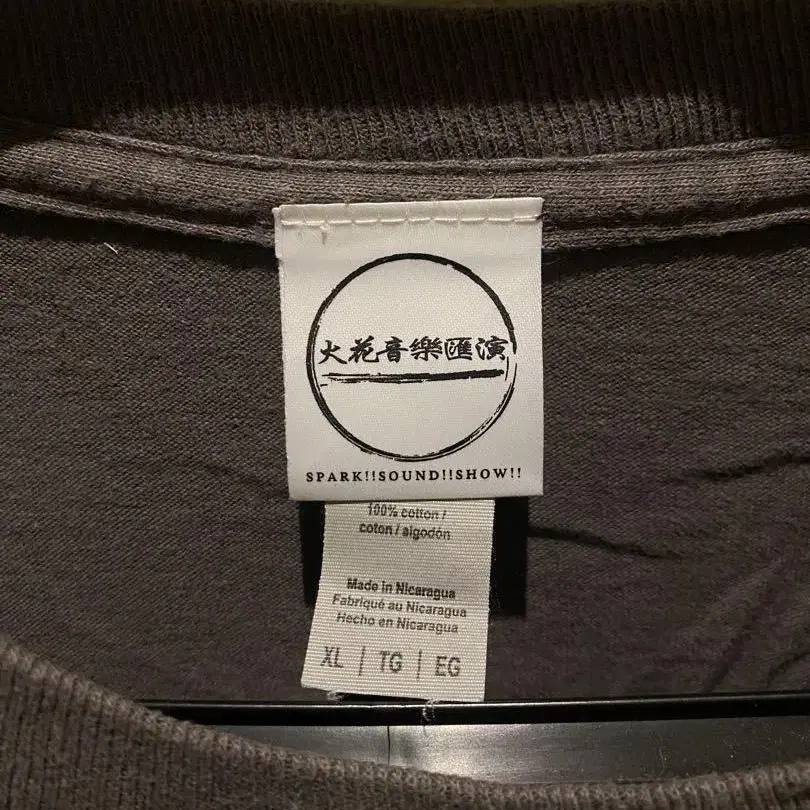 火花音樂匯演
SPARK!!SOUND!!SHOW!!
100% cotton /
coton / algodón
Made in Nicaragua
Fabriqué au Nicaragua
Hecho en Nicaragua
XL | TG | EG